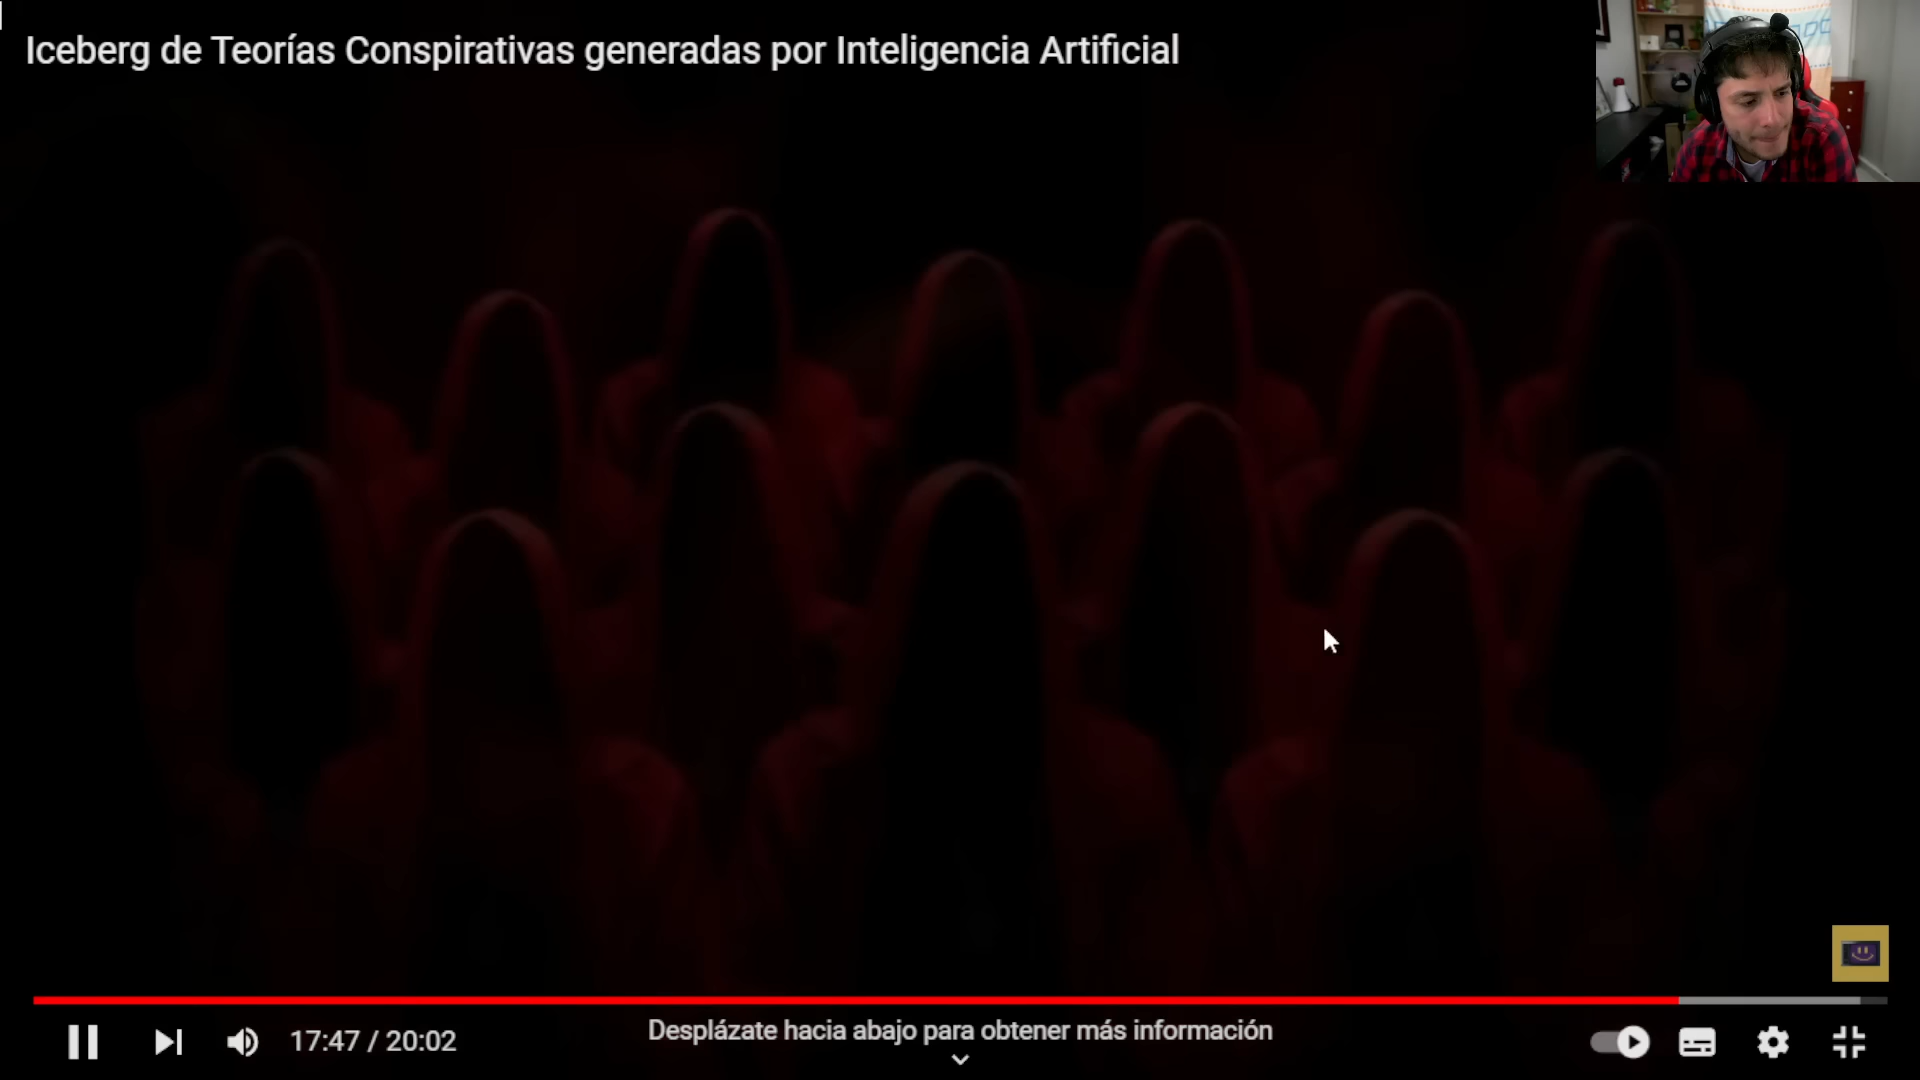 Iceberg de Teorías Conspirativas generadas por Inteligencia Artificial
17:47 / 20:02
Desplázate hacia abajo para obtener más información